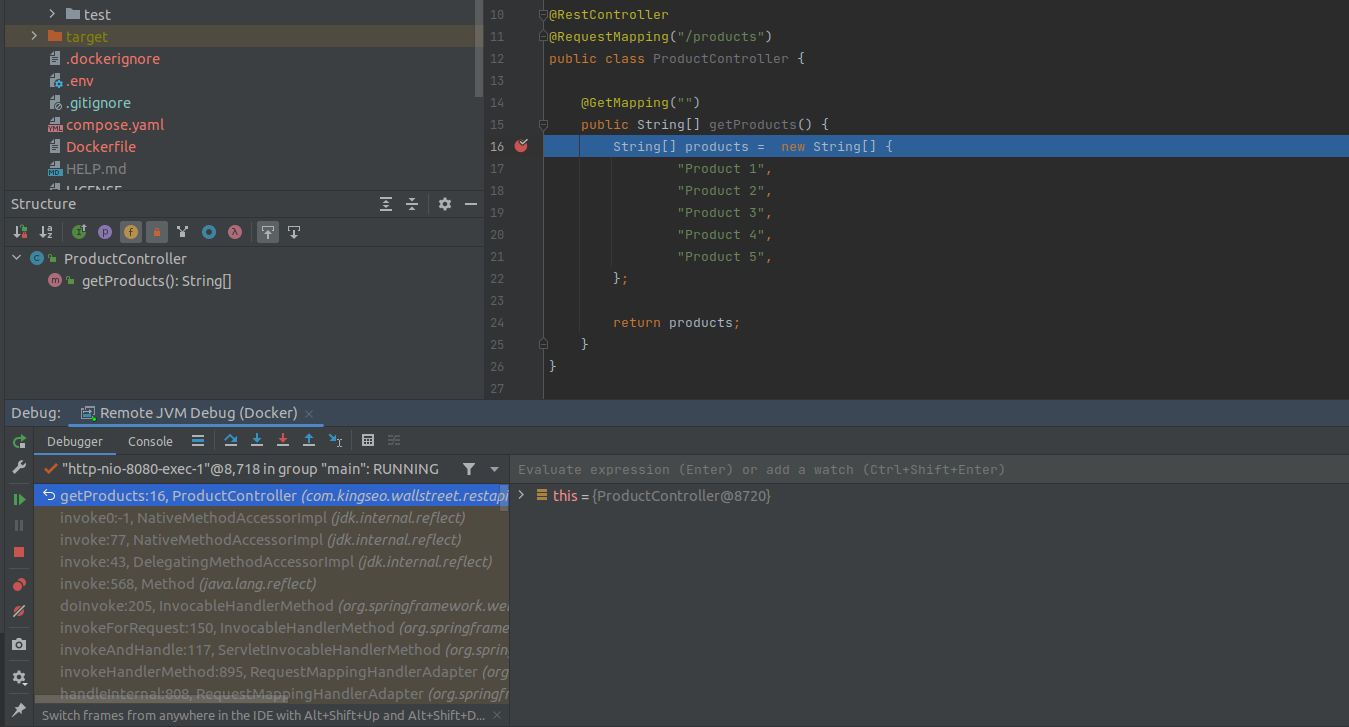 test
target
.dockerignore
.env
.gitignore
compose.yaml
Dockerfile
HELP.md
LICENSE
Structure
ProductController
getProducts(): String[]
10 @RestController
11 @RequestMapping("/products")
12 public class ProductController {
13
14 @GetMapping("")
15 public String[] getProducts() {
16 String[] products =  new String[] {
17 "Product 1",
18 "Product 2",
19 "Product 3",
20 "Product 4",
21 "Product 5",
22 };
23
24 return products;
25 }
26 }
27
Debug: Remote JVM Debug (Docker)
Debugger Console
"http-nio-8080-exec-1"@8,718 in group "main": RUNNING
getProducts:16, ProductController (com.kingseo.wallstreet.restapi
invoke0:-1, NativeMethodAccessorImpl (jdk.internal.reflect)
invoke:77, NativeMethodAccessorImpl (jdk.internal.reflect)
invoke:43, DelegatingMethodAccessorImpl (jdk.internal.reflect)
invoke:568, Method (java.lang.reflect)
doInvoke:205, InvocableHandlerMethod (org.springframework.we
invokeForRequest:150, InvocableHandlerMethod (org.springframe
invokeAndHandle:117, ServletInvocableHandlerMethod (org.sprin
invokeHandlerMethod:895, RequestMappingHandlerAdapter (org
handleInternal:808, RequestMappingHandlerAdapter (org.springfr
Switch frames from anywhere in the IDE with Alt+Shift+Up and Alt+Shift+D...
Evaluate expression (Enter) or add a watch (Ctrl+Shift+Enter)
this = {ProductController@8720}